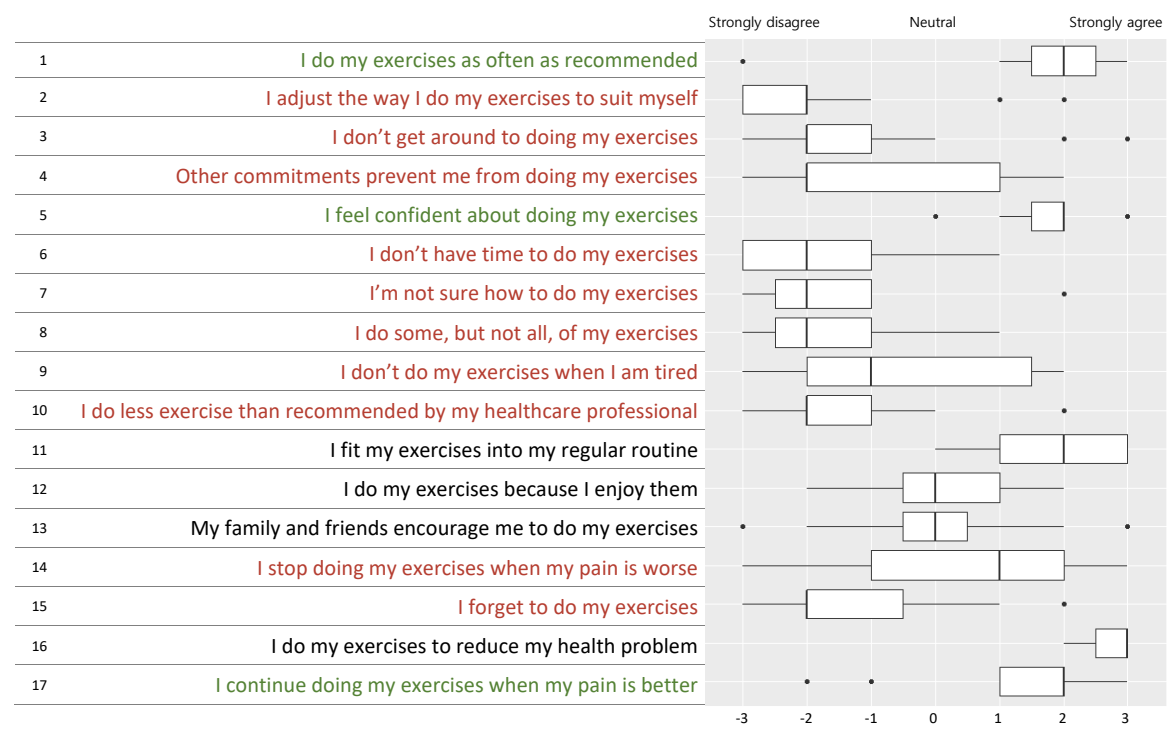 Strongly disagree Neutral Strongly agree
1 I do my exercises as often as recommended
2 I adjust the way I do my exercises to suit myself
3 I don’t get around to doing my exercises
4 Other commitments prevent me from doing my exercises
5 I feel confident about doing my exercises
6 I don’t have time to do my exercises
7 I’m not sure how to do my exercises
8 I do some, but not all, of my exercises
9 I don’t do my exercises when I am tired
10 I do less exercise than recommended by my healthcare professional
11 I fit my exercises into my regular routine
12 I do my exercises because I enjoy them
13 My family and friends encourage me to do my exercises
14 I stop doing my exercises when my pain is worse
15 I forget to do my exercises
16 I do my exercises to reduce my health problem
17 I continue doing my exercises when my pain is better
-3 -2 -1 0 1 2 3